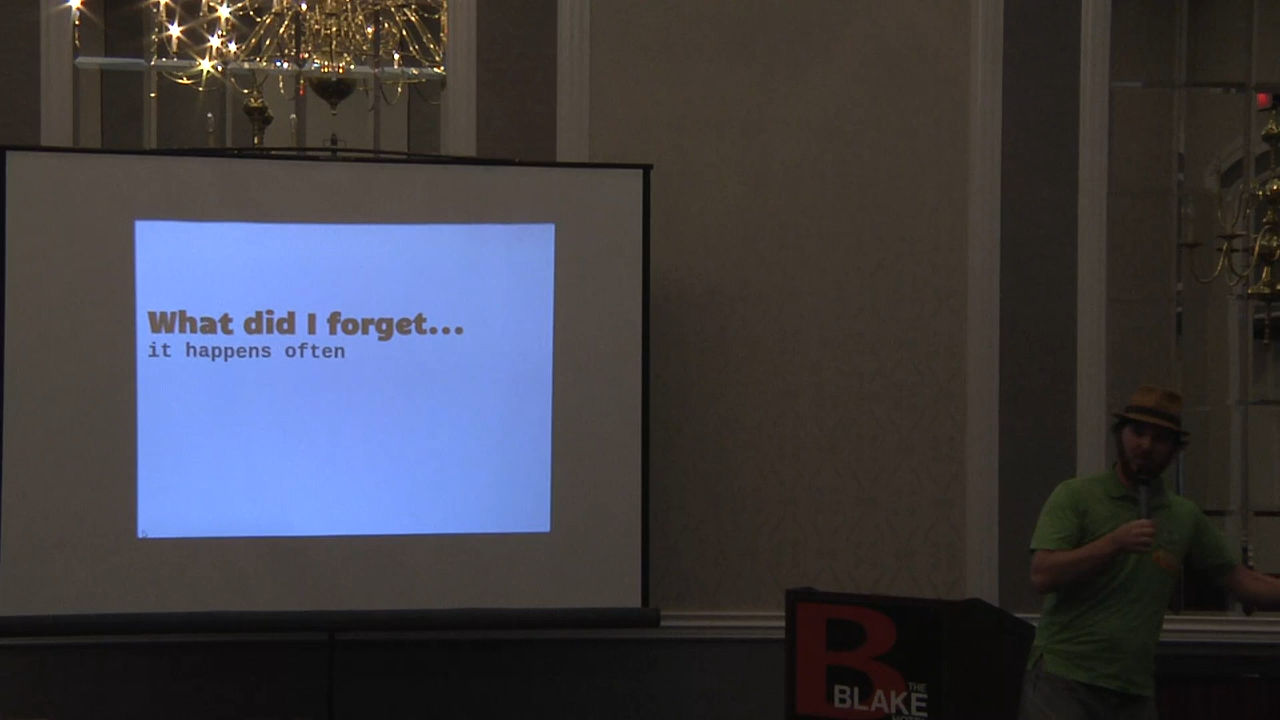 What did I forget...
it happens often
B
THE
BLAKE